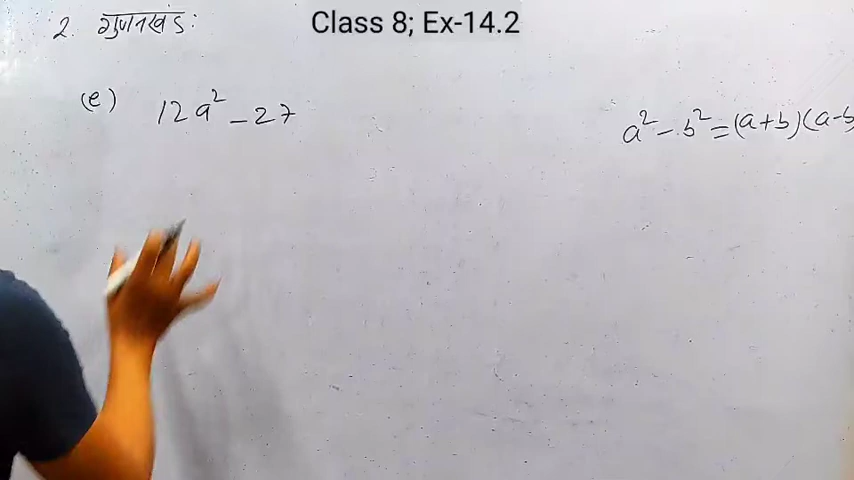 Class 8; Ex-14.2
2. गुणनखंड:
(e) 12a² - 27
a² - b² = (a+b)(a-b